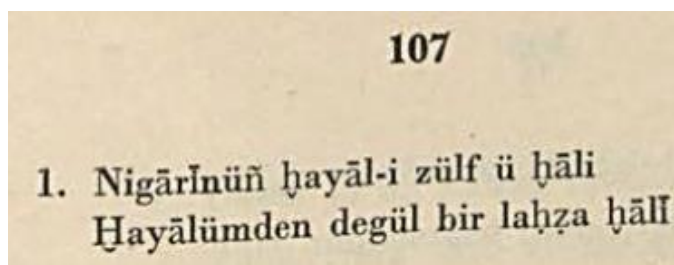 107
1. Nigārīnüñ ḫayāl-i zülf ü ḫāli
Ḫayālümden degül bir laḥẓa ḫālī